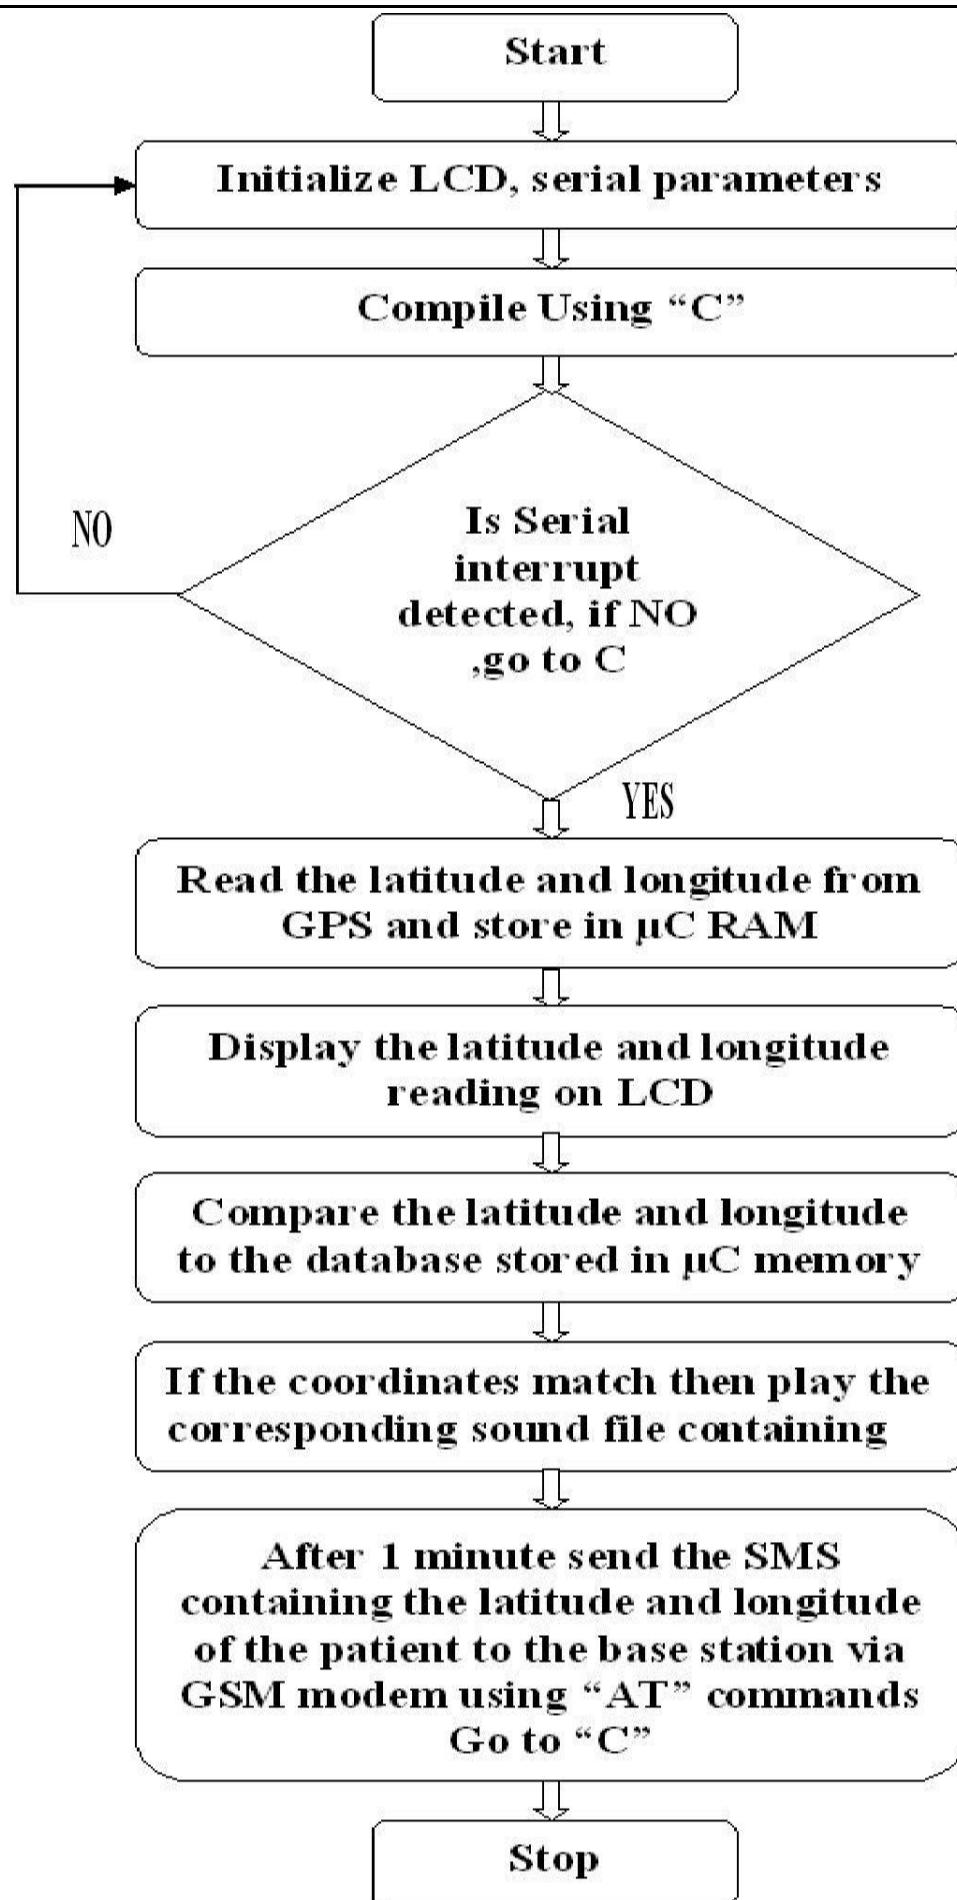 Start
Initialize LCD, serial parameters
Compile Using “C”
Is Serial
interrupt
detected, if NO
,go to C
NO
YES
Read the latitude and longitude from
GPS and store in µC RAM
Display the latitude and longitude
reading on LCD
Compare the latitude and longitude
to the database stored in µC memory
If the coordinates match then play the
corresponding sound file containing
After 1 minute send the SMS
containing the latitude and longitude
of the patient to the base station via
GSM modem using “AT” commands
Go to “C”
Stop